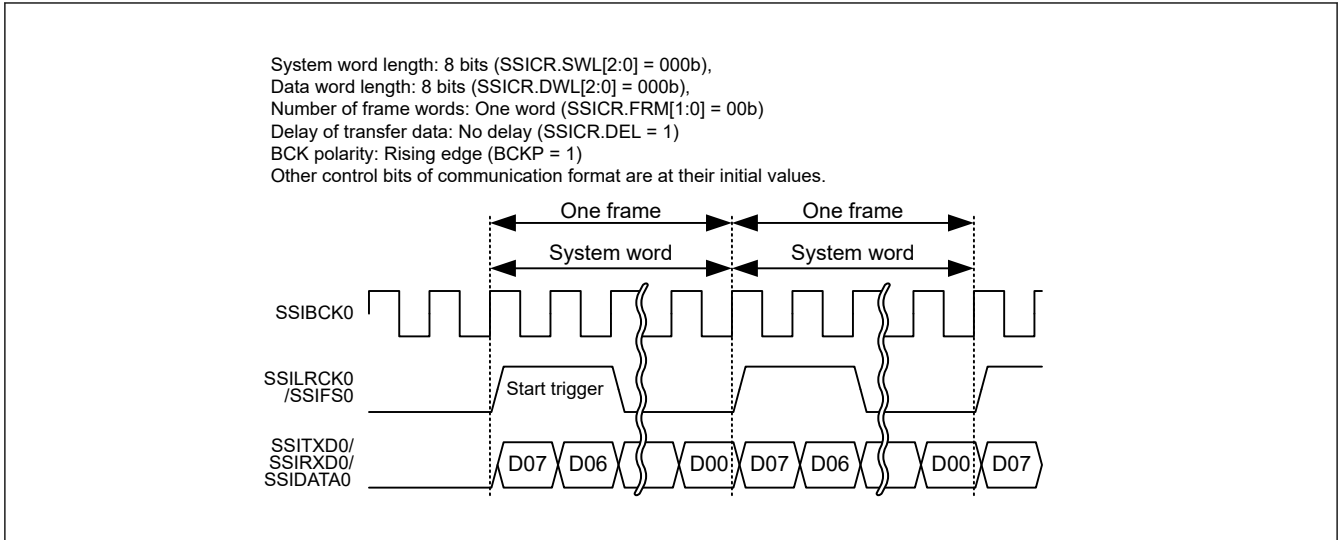 System word length: 8 bits (SSICR.SWL[2:0] = 000b),
Data word length: 8 bits (SSICR.DWL[2:0] = 000b),
Number of frame words: One word (SSICR.FRM[1:0] = 00b)
Delay of transfer data: No delay (SSICR.DEL = 1)
BCK polarity: Rising edge (BCKP = 1)
Other control bits of communication format are at their initial values.
One frame One frame
System word System word
SSIBCK0
SSILRCK0
/SSIFS0
Start trigger
SSITXD0/
SSIRXD0/
SSIDATA0
D07 D06 D00 D07 D06 D00 D07